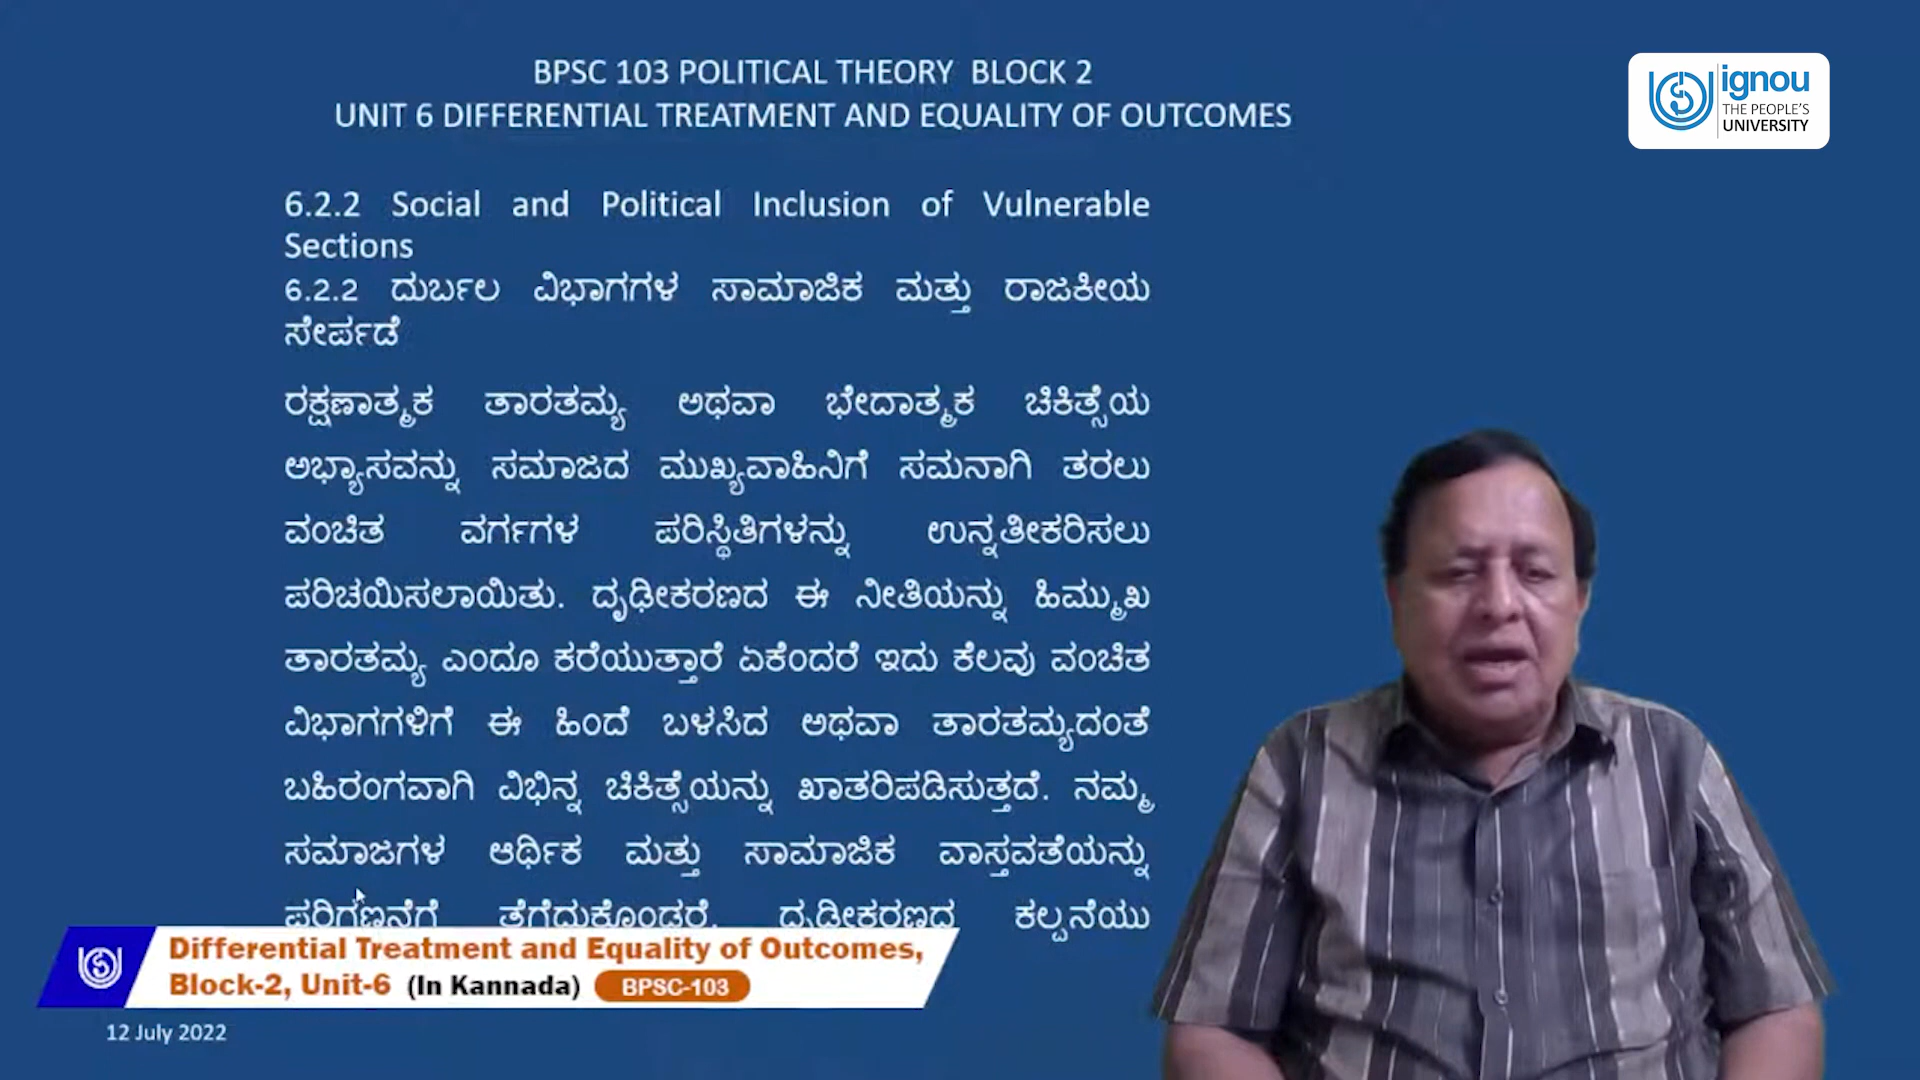 BPSC 103 POLITICAL THEORY BLOCK 2
UNIT 6 DIFFERENTIAL TREATMENT AND EQUALITY OF OUTCOMES
ignou
THE PEOPLE'S
UNIVERSITY
6.2.2 Social and Political Inclusion of Vulnerable
Sections
6.2.2 ದುರ್ಬಲ ವಿಭಾಗಗಳ ಸಾಮಾಜಿಕ ಮತ್ತು ರಾಜಕೀಯ
ಸೇರ್ಪಡೆ
ರಕ್ಷಣಾತ್ಮಕ ತಾರತಮ್ಯ ಅಥವಾ ಭೇದಾತ್ಮಕ ಚಿಕಿತ್ಸೆಯ
ಅಭ್ಯಾಸವನ್ನು ಸಮಾಜದ ಮುಖ್ಯವಾಹಿನಿಗೆ ಸಮನಾಗಿ ತರಲು
ವಂಚಿತ ವರ್ಗಗಳ ಪರಿಸ್ಥಿತಿಗಳನ್ನು ಉನ್ನತೀಕರಿಸಲು
ಪರಿಚಯಿಸಲಾಯಿತು. ದೃಢೀಕರಣದ ಈ ನೀತಿಯನ್ನು ಹಿಮ್ಮುಖ
ತಾರತಮ್ಯ ಎಂದೂ ಕರೆಯುತ್ತಾರೆ ಏಕೆಂದರೆ ಇದು ಕೆಲವು ವಂಚಿತ
ವಿಭಾಗಗಳಿಗೆ ಈ ಹಿಂದೆ ಬಳಸಿದ ಅಥವಾ ತಾರತಮ್ಯದಂತೆ
ಬಹಿರಂಗವಾಗಿ ವಿಭಿನ್ನ ಚಿಕಿತ್ಸೆಯನ್ನು ಖಾತರಿಪಡಿಸುತ್ತದೆ. ನಮ್ಮ
ಸಮಾಜಗಳ ಆರ್ಥಿಕ ಮತ್ತು ಸಾಮಾಜಿಕ ವಾಸ್ತವತೆಯನ್ನು
ಪರಿಗಣನೆಗೆ ತೆಗೆದುಕೊಂಡರೆ, ದೃಢೀಕರಣದ ಕಲ್ಪನೆಯು
Differential Treatment and Equality of Outcomes,
Block-2, Unit-6 (In Kannada) BPSC-103
12 July 2022